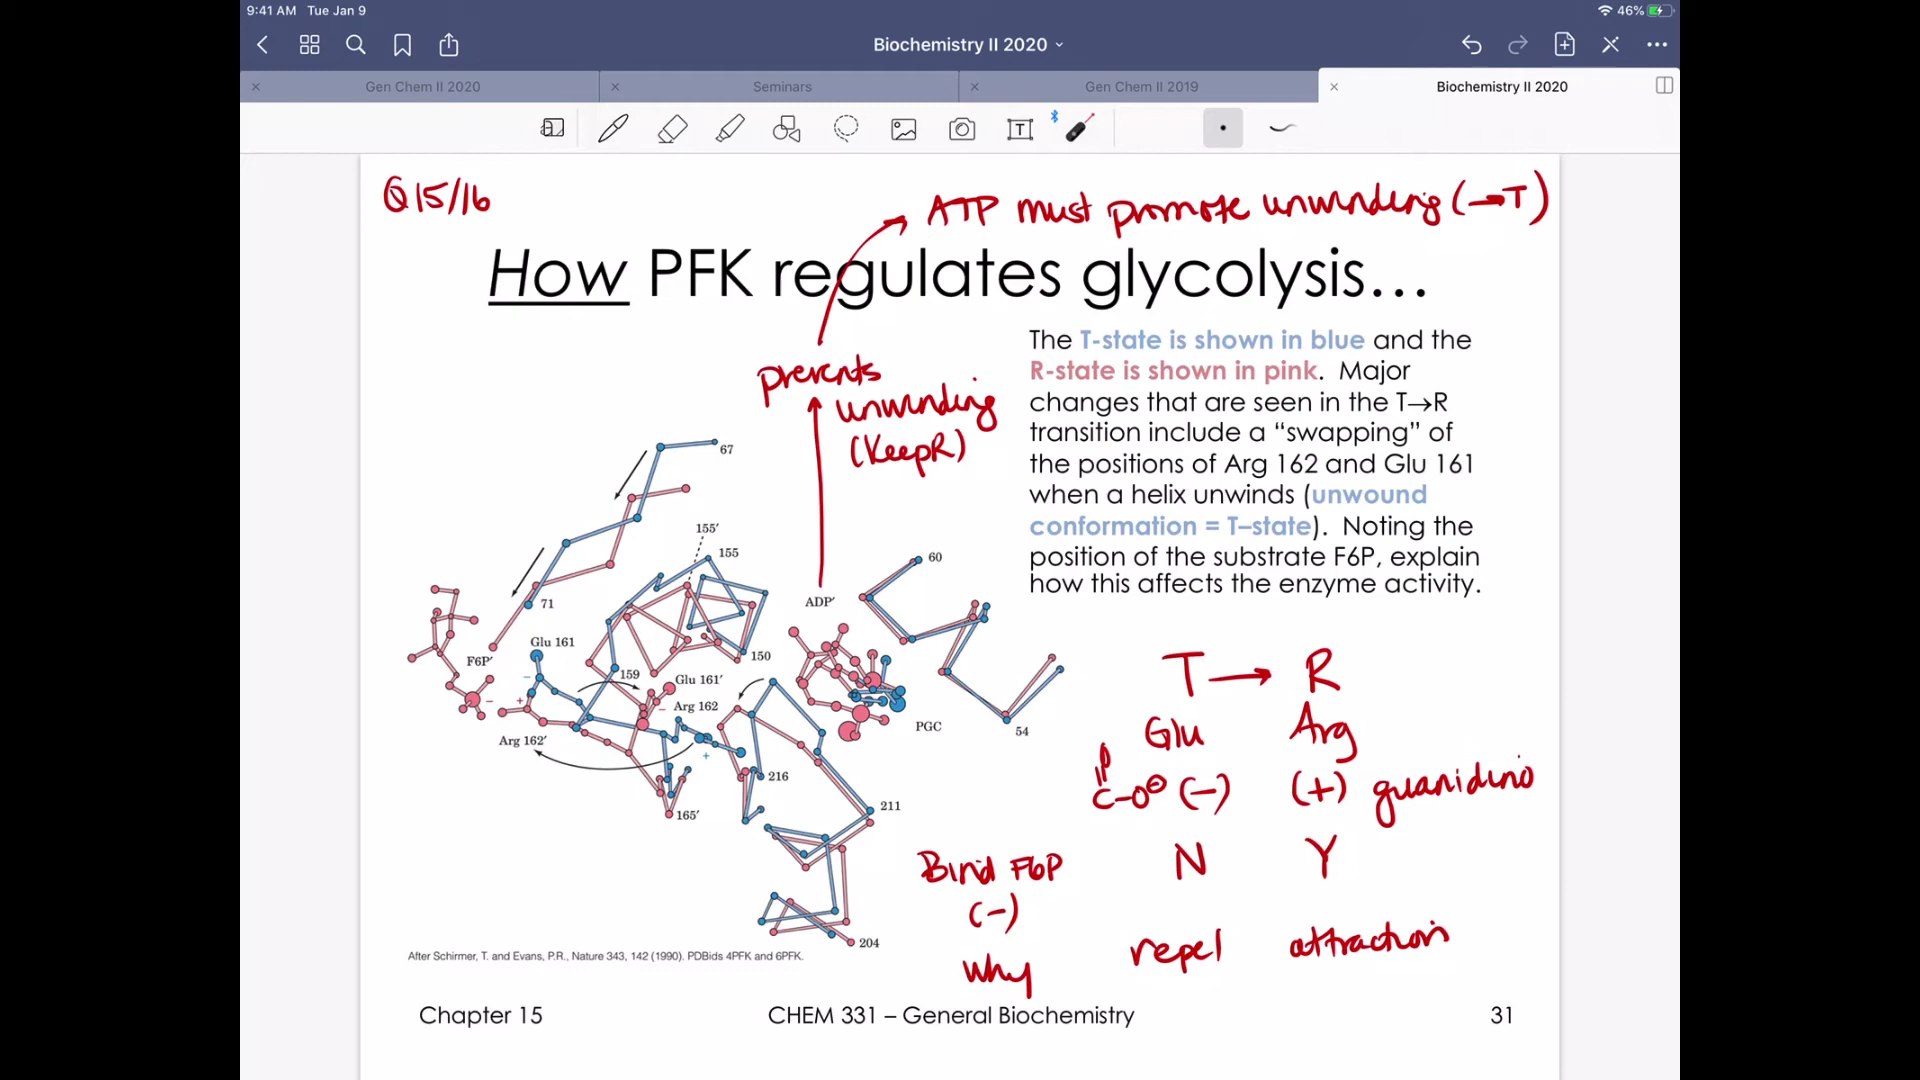 9:41 AM Tue Jan 9
46%
Biochemistry II 2020
Gen Chem II 2020
Seminars
Gen Chem II 2019
Biochemistry II 2020
Q15/16
ATP must promote unwinding (→T)
How PFK regulates glycolysis...
prevents
unwinding
(keep R)
The T-state is shown in blue and the
R-state is shown in pink. Major
changes that are seen in the T→R
transition include a “swapping” of
the positions of Arg 162 and Glu 161
when a helix unwinds (unwound
conformation = T–state). Noting the
position of the substrate F6P, explain
how this affects the enzyme activity.
67
155′
155
60
71
ADP′
Glu 161
F6P′
150
159
Glu 161′
Arg 162
Arg 162′
PGC
54
216
211
165′
204
T → R
Glu Arg
C-O⊖ (−) (+) guanidino
Bind F6P N Y
(−)
why repel attraction
After Schirmer, T. and Evans, P.R., Nature 343, 142 (1990). PDBids 4PFK and 6PFK.
Chapter 15
CHEM 331 – General Biochemistry
31